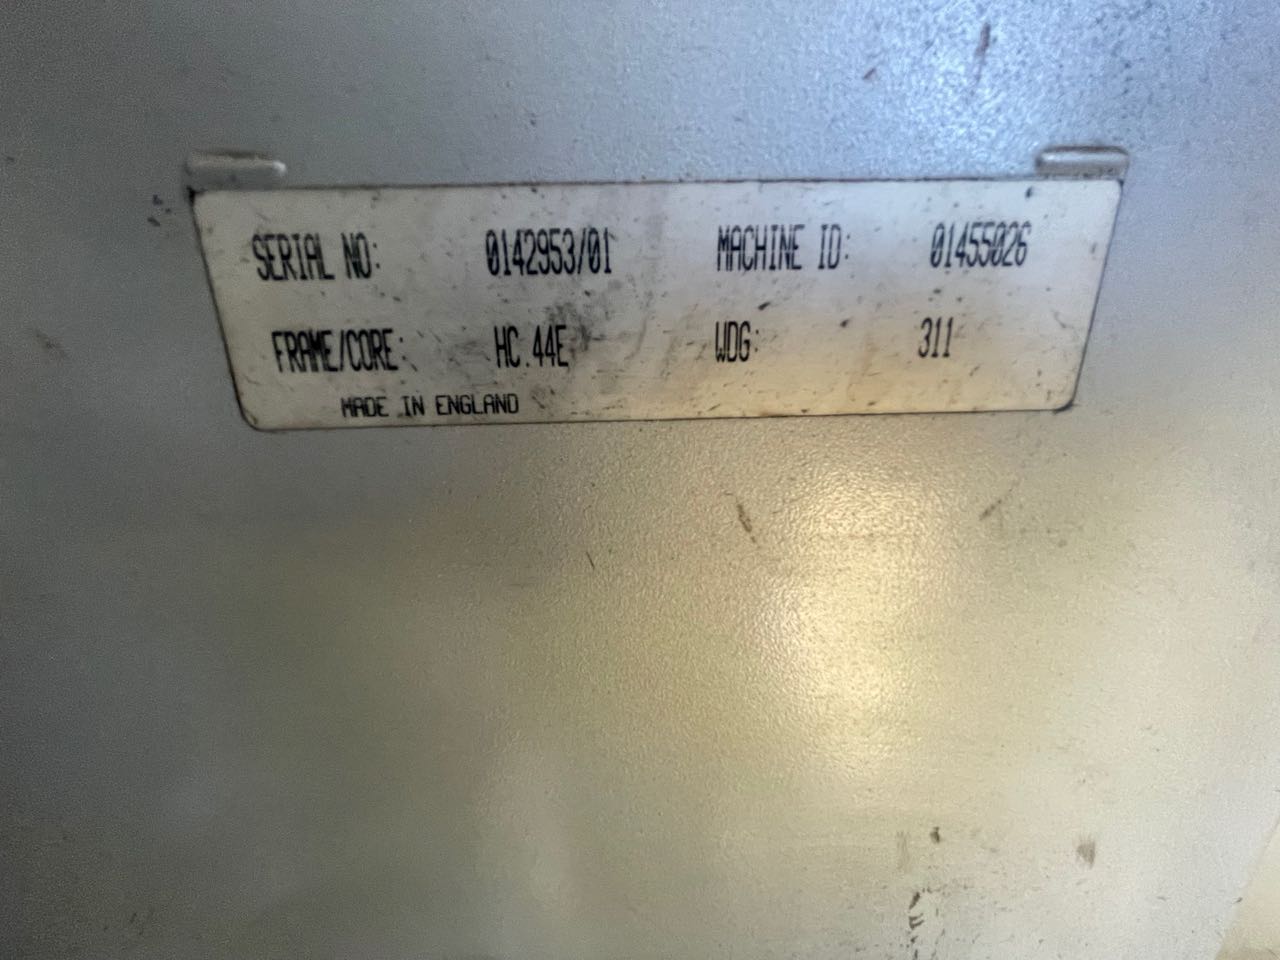 SERIAL NO: 0142953/01 MACHINE ID: 01455026
FRAME/CORE: HC.44E WDG: 311
MADE IN ENGLAND